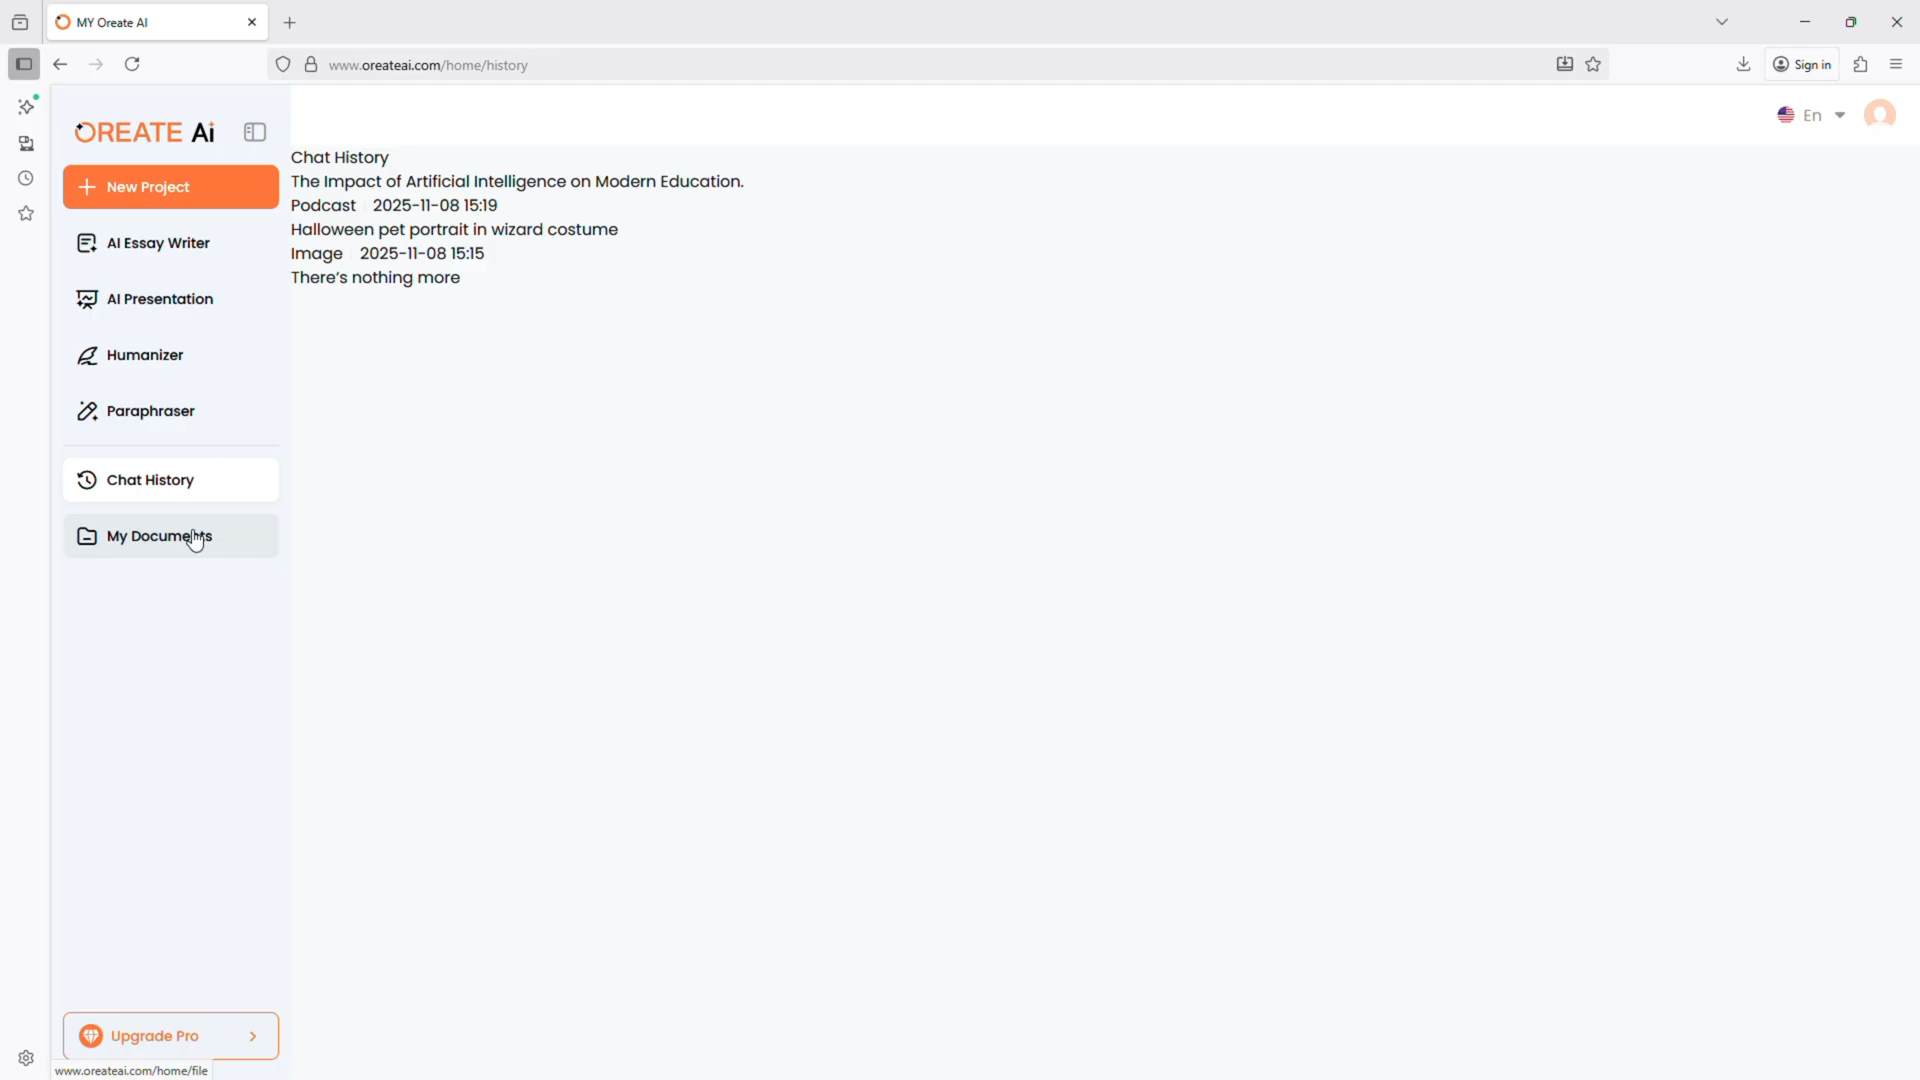 MY Oreate AI
www.oreateai.com/home/history
Sign in
OREATE Ai
En
New Project
AI Essay Writer
AI Presentation
Humanizer
Paraphraser
Chat History
My Documents
Upgrade Pro
www.oreateai.com/home/file
Chat History
The Impact of Artificial Intelligence on Modern Education.
Podcast 2025-11-08 15:19
Halloween pet portrait in wizard costume
Image 2025-11-08 15:15
There's nothing more